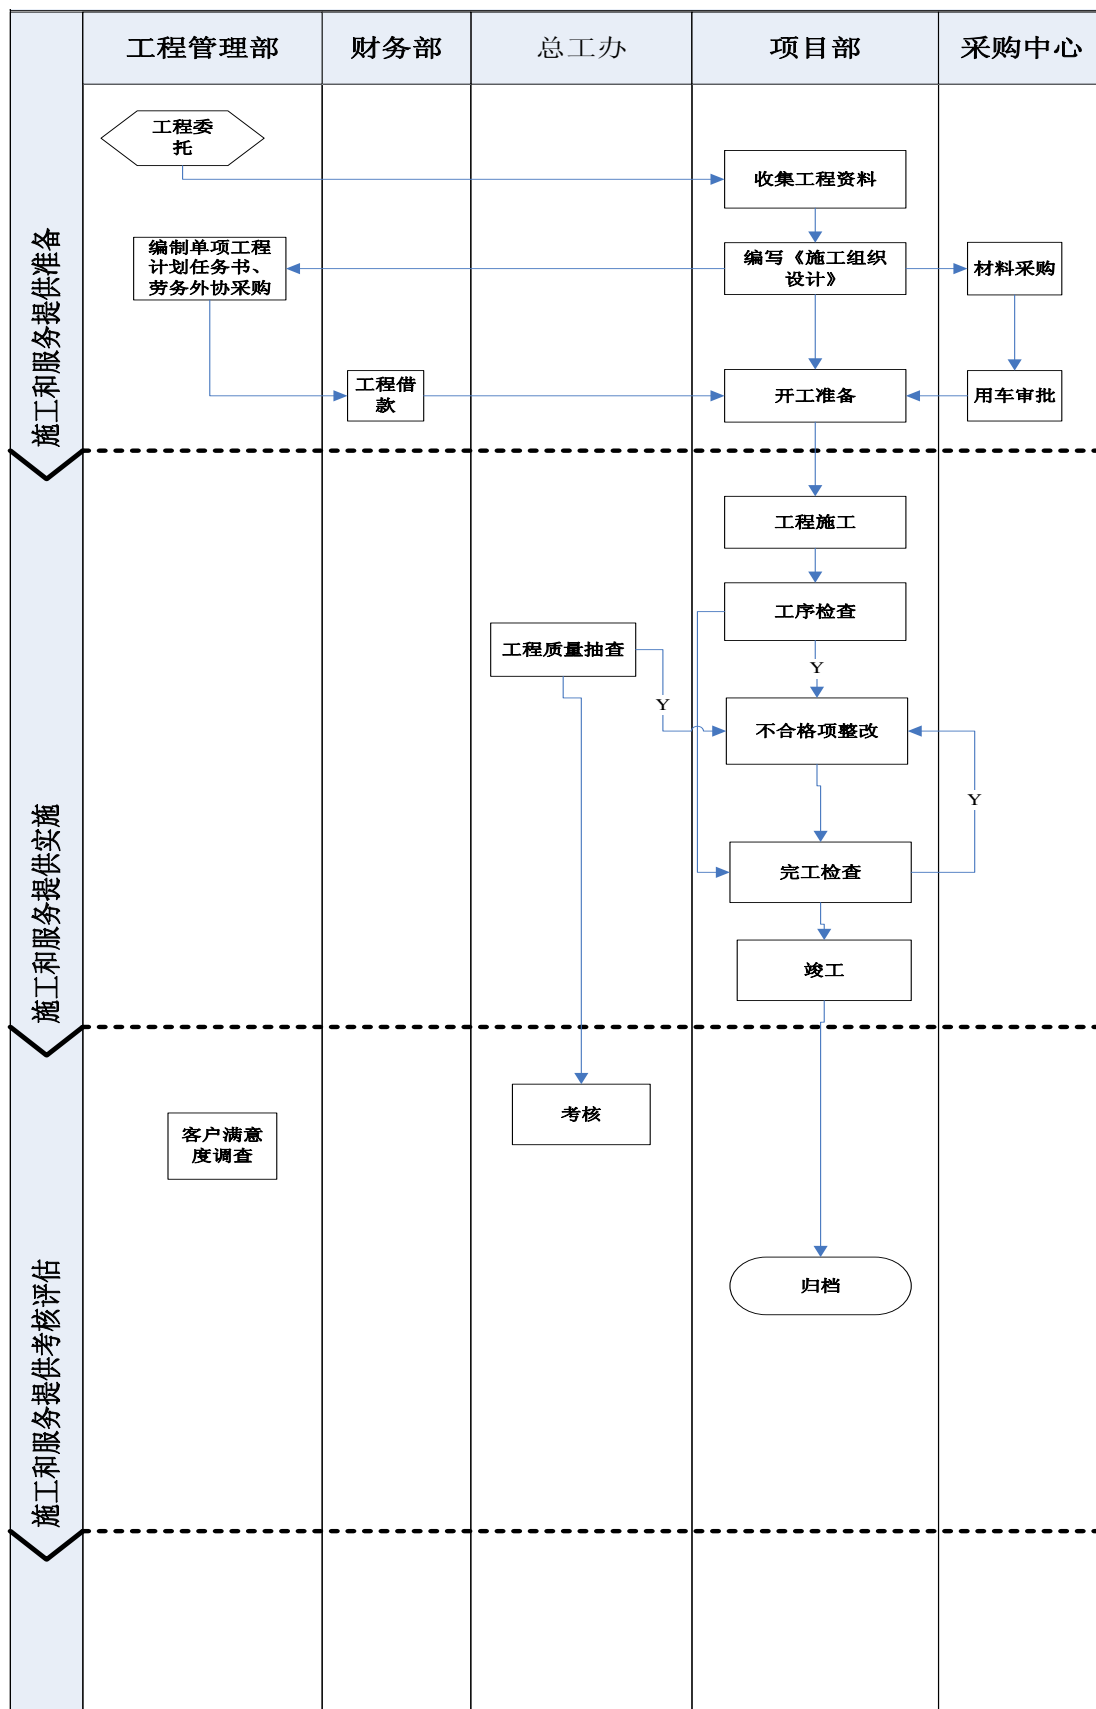 工程管理部
财务部
总工办
项目部
采购中心
施工和服务提供准备
工程委
托
收集工程资料
编制单项工程
计划任务书、
劳务外协采购
编写《施工组织
设计》
材料采购
工程借
款
开工准备
用车审批
施工和服务提供实施
工程施工
工序检查
工程质量抽查
Y
Y
不合格项整改
Y
完工检查
竣工
施工和服务提供考核评估
考核
客户满意
度调查
归档